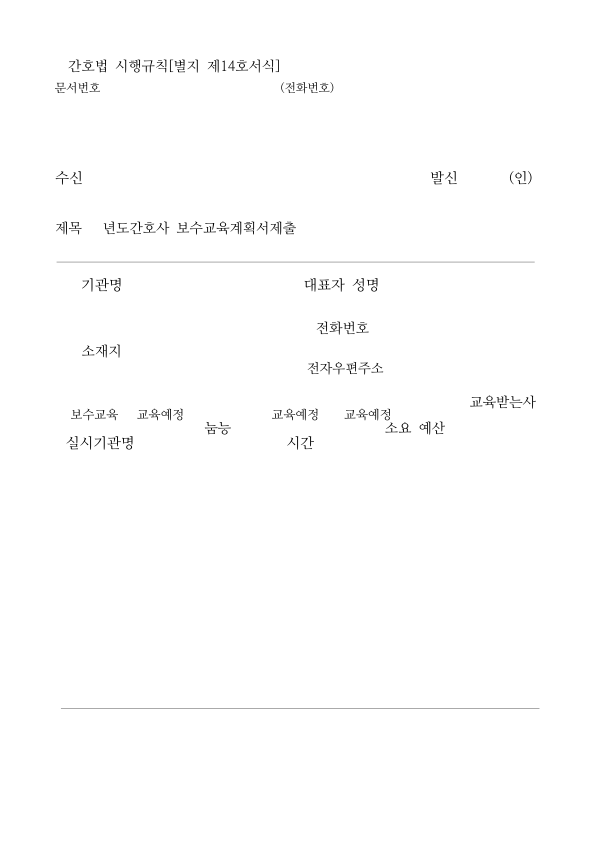 간호법 시행규칙[별지 제14호서식]
문서번호 (전화번호)
수신 발신 (인)
제목 년도간호사 보수교육계획서제출
기관명 대표자 성명
전화번호
소재지
전자우편주소
교육받는사
보수교육 교육예정 교육예정 교육예정
눔능 소요 예산
실시기관명 시간